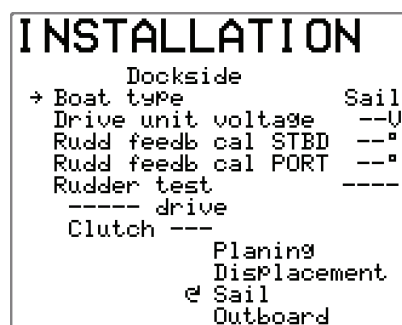 INSTALLATION
Dockside
→ Boat type Sail
Drive unit voltage --V
Rudd feedb cal STBD --°
Rudd feedb cal PORT --°
Rudder test ----
----- drive
Clutch ---
Planing
Displacement
Sail
Outboard